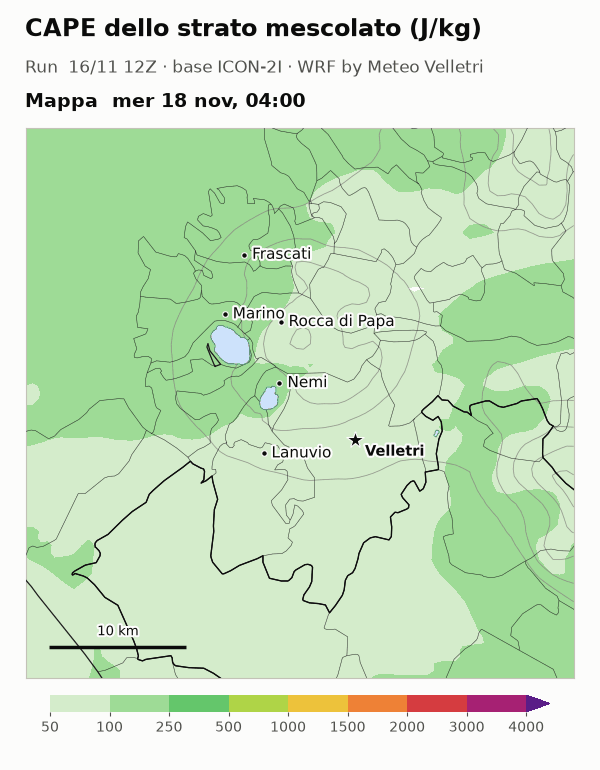 CAPE dello strato mescolato (J/kg)
Run 16/11 12Z · base ICON-2I · WRF by Meteo Velletri
Mappa mer 18 nov, 04:00
Frascati
Marino
Rocca di Papa
Nemi
Velletri
Lanuvio
10 km
50 100 250 500 1000 1500 2000 3000 4000